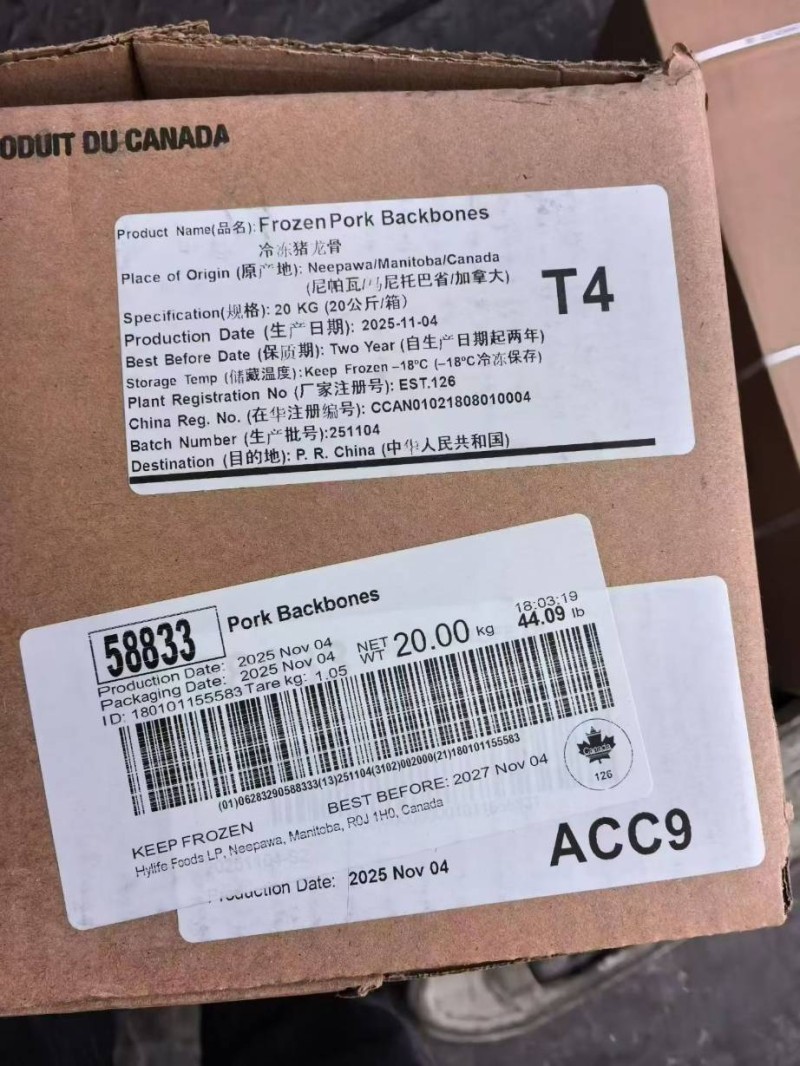 ODUIT DU CANADA
Product Name(品名): Frozen Pork Backbones
冷冻猪龙骨
Place of Origin (原产地): Neepawa/Manitoba/Canada
(尼帕瓦/马尼托巴省/加拿大)
T4
Specification(规格): 20 KG (20公斤/箱)
Production Date (生产日期): 2025-11-04
Best Before Date (保质期): Two Year (自生产日期起两年)
Storage Temp (储藏温度):Keep Frozen –18°C (–18°C冷冻保存)
Plant Registration No (厂家注册号): EST.126
China Reg. No. (在华注册编号): CCAN01021808010004
Batch Number (生产批号):251104
Destination (目的地): P. R. China (中华人民共和国)
58833 Pork Backbones
18:03:19
Production Date: 2025 Nov 04
Packaging Date: 2025 Nov 04
NET WT 20.00 kg 44.09 lb
ID: 180101155583 Tare kg: 1.05
(01)06283290588333(13)251104(3102)002000(21)180101155583
Canada
126
KEEP FROZEN BEST BEFORE: 2027 Nov 04
Hylife Foods LP, Neepawa, Manitoba, R0J 1H0, Canada
ACC9
Production Date: 2025 Nov 04